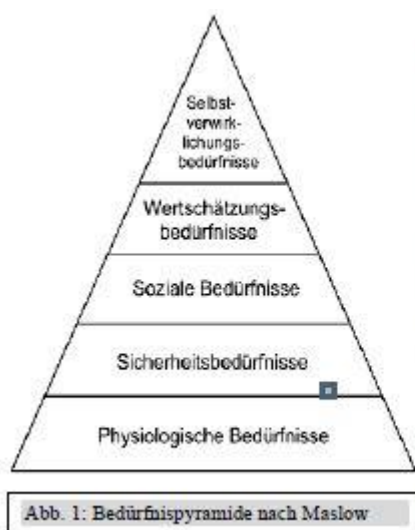 Selbst-
verwirk-
lichungs-
bedürfnisse
Wertschätzungs-
bedürfnisse
Soziale Bedürfnisse
Sicherheitsbedürfnisse
Physiologische Bedürfnisse
Abb. 1: Bedürfnispyramide nach Maslow